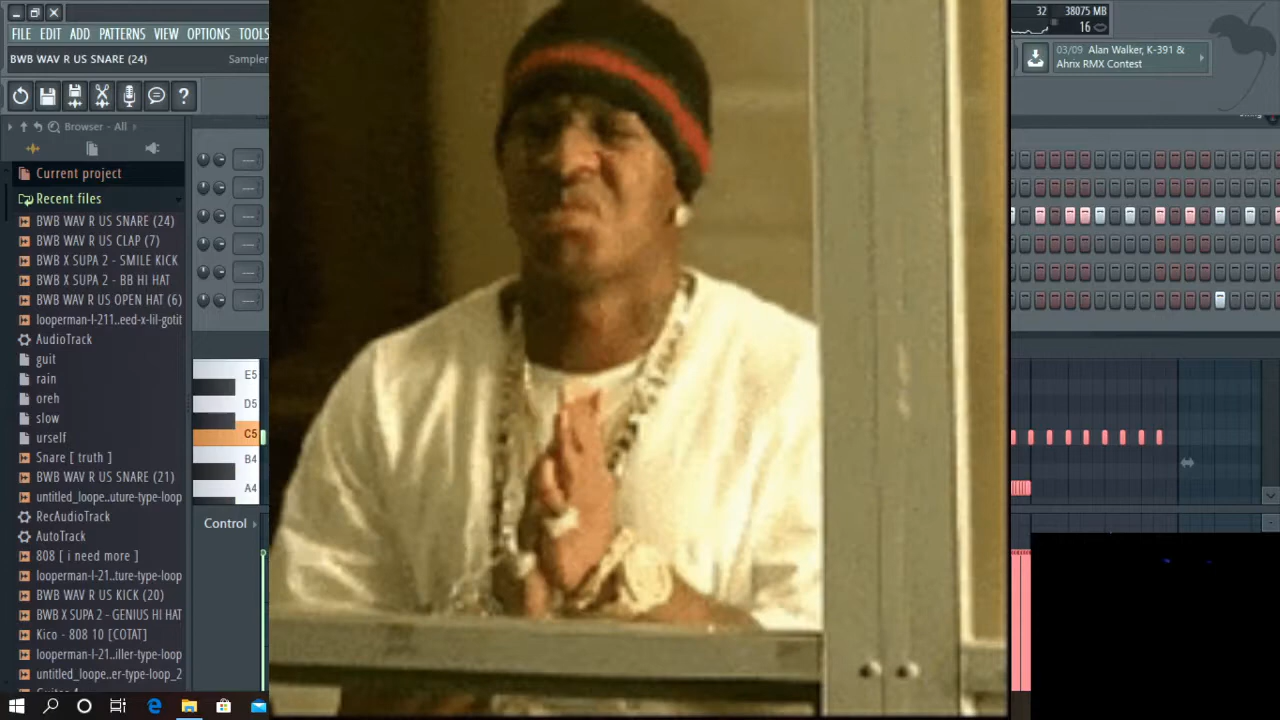 FILE EDIT ADD PATTERNS VIEW OPTIONS TOOLS
BWB WAV R US SNARE (24)
Sampler
32
38075 MB
16
03/09 Alan Walker, K-391 &
Ahrix RMX Contest
Browser - All
Current project
Recent files
BWB WAV R US SNARE (24)
BWB WAV R US CLAP (7)
BWB X SUPA 2 - SMILE KICK
BWB X SUPA 2 - BB HI HAT
BWB WAV R US OPEN HAT (6)
looperman-l-211...eed-x-lil-gotit
AudioTrack
guit
rain
oreh
slow
urself
Snare [ truth ]
BWB WAV R US SNARE (21)
untitled_loope...uture-type-loop
RecAudioTrack
AutoTrack
808 [ i need more ]
looperman-l-21...ture-type-loop
BWB WAV R US KICK (20)
BWB X SUPA 2 - GENIUS HI HAT
Kico - 808 10 [COTAT]
looperman-l-21...iller-type-loop
untitled_loope...er-type-loop_2
E5
D5
C5
B4
A4
Control